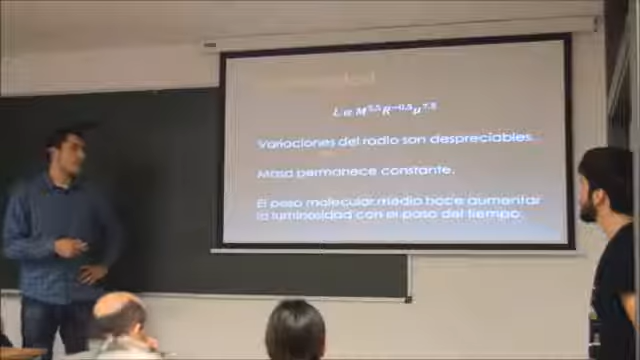 L α M^5.5 R^-0.5 μ^7.5
Variaciones del radio son despreciables.
Masa permanece constante.
El peso molecular medio hace aumentar
la luminosidad con el paso del tiempo.